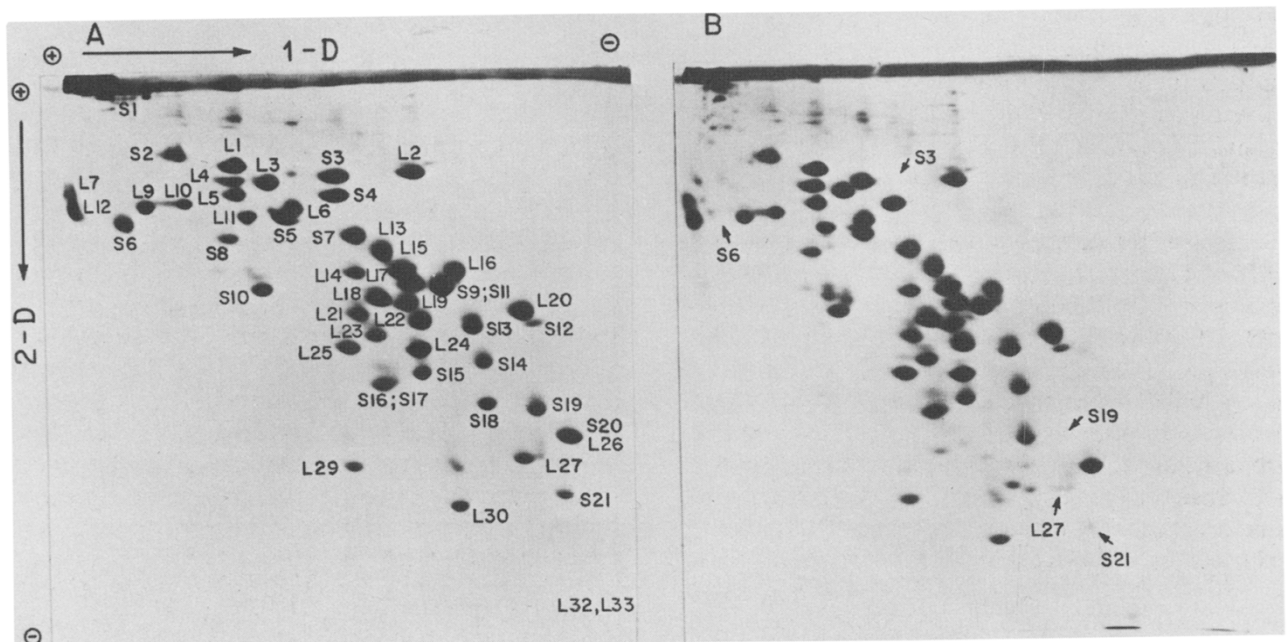 A
1-D
⊕
⊖
⊕
2-D
⊖
S1
S2
L1
L3
S3
L2
L4
L7
L9
L10
L5
S4
L12
L11
L6
S6
S8
S5
S7
L13
L15
L14
L17
L16
S10
S9;S11
L18
L19
L20
L21
L22
S13
S12
L23
L24
L25
S14
S15
S16;S17
S18
S19
S20
L26
L29
L27
S21
L30
L32,L33
B
S3
S6
S19
L27
S21